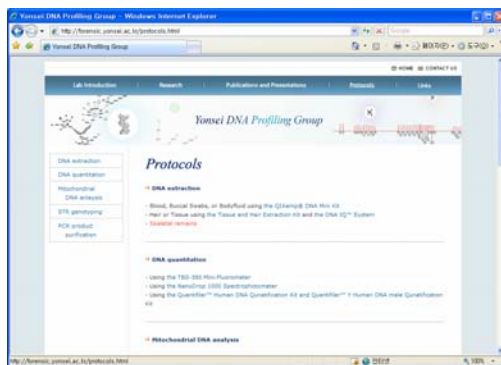 Yonsei DNA Profiling Group - Windows Internet Explorer
http://forensic.yonsei.ac.kr/protocols.html
Google
Yonsei DNA Profiling Group
HOME CONTACT US
Lab Introduction Research Publications and Presentations Protocols Links
Yonsei DNA Profiling Group
DNA extraction
DNA quantitation
Mitochondrial
DNA analysis
STR genotyping
PCR product
purification
Protocols
DNA extraction
- Blood, Buccal Swabs, or Bodyfluid using the QIAamp® DNA Mini Kit
- Hair or Tissue using the Tissue and Hair Extraction Kit and the DNA IQ™ System
- Skeletal remains
DNA quantitation
- Using the TBS-380 Mini-Fluorometer
- Using the NanoDrop 1000 Spectrophotometer
- Using the Quantifiler™ Human DNA Quantification Kit and Quantifiler™ Y Human DNA male Quantification
Kit
Mitochondrial DNA analysis
http://forensic.yonsei.ac.kr/protocols.html
인터넷
100%